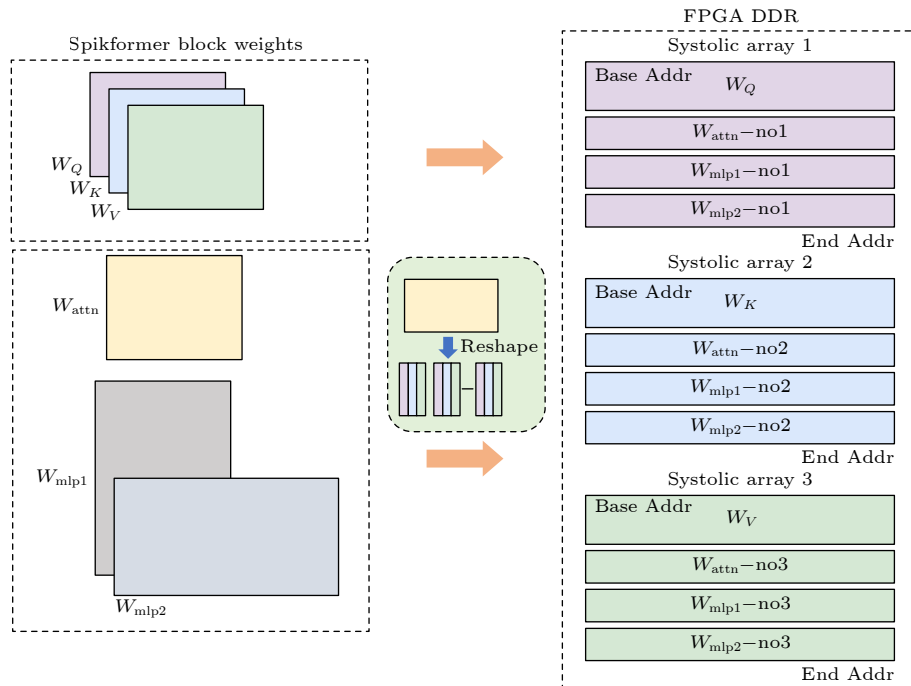 Spikformer block weights
W_Q
W_K
W_V
W_attn
W_mlp1
W_mlp2
Reshape
FPGA DDR
Systolic array 1
Base Addr
W_Q
W_attn−no1
W_mlp1−no1
W_mlp2−no1
End Addr
Systolic array 2
Base Addr
W_K
W_attn−no2
W_mlp1−no2
W_mlp2−no2
End Addr
Systolic array 3
Base Addr
W_V
W_attn−no3
W_mlp1−no3
W_mlp2−no3
End Addr